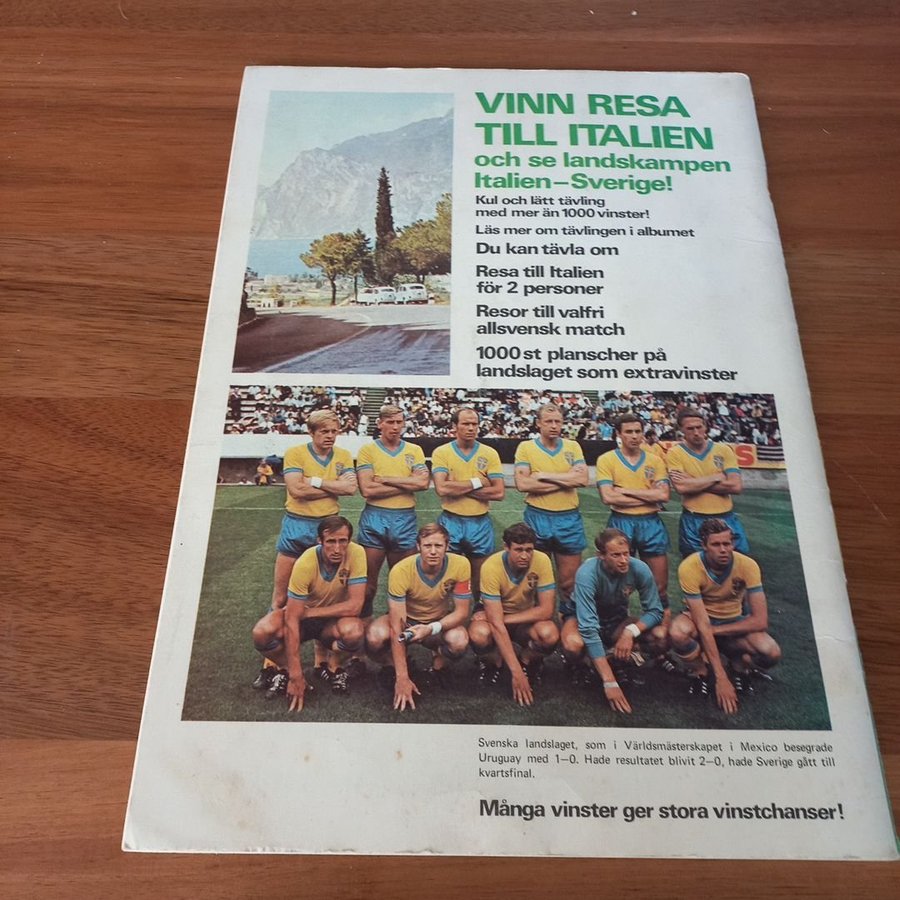 VINN RESA
TILL ITALIEN
och se landskampen
Italien–Sverige!
Kul och lätt tävling
med mer än 1000 vinster!
Läs mer om tävlingen i albumet
Du kan tävla om
Resa till Italien
för 2 personer
Resor till valfri
allsvensk match
1000 st planscher på
landslaget som extravinster
Svenska landslaget, som i Världsmästerskapet i Mexico besegrade
Uruguay med 1–0. Hade resultatet blivit 2–0, hade Sverige gått till
kvartsfinal.
Många vinster ger stora vinstchanser!